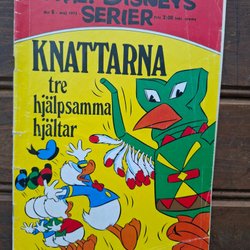 WALT DISNEYS
SERIER
KNATTARNA
tre
hjälpsamma
hjältar